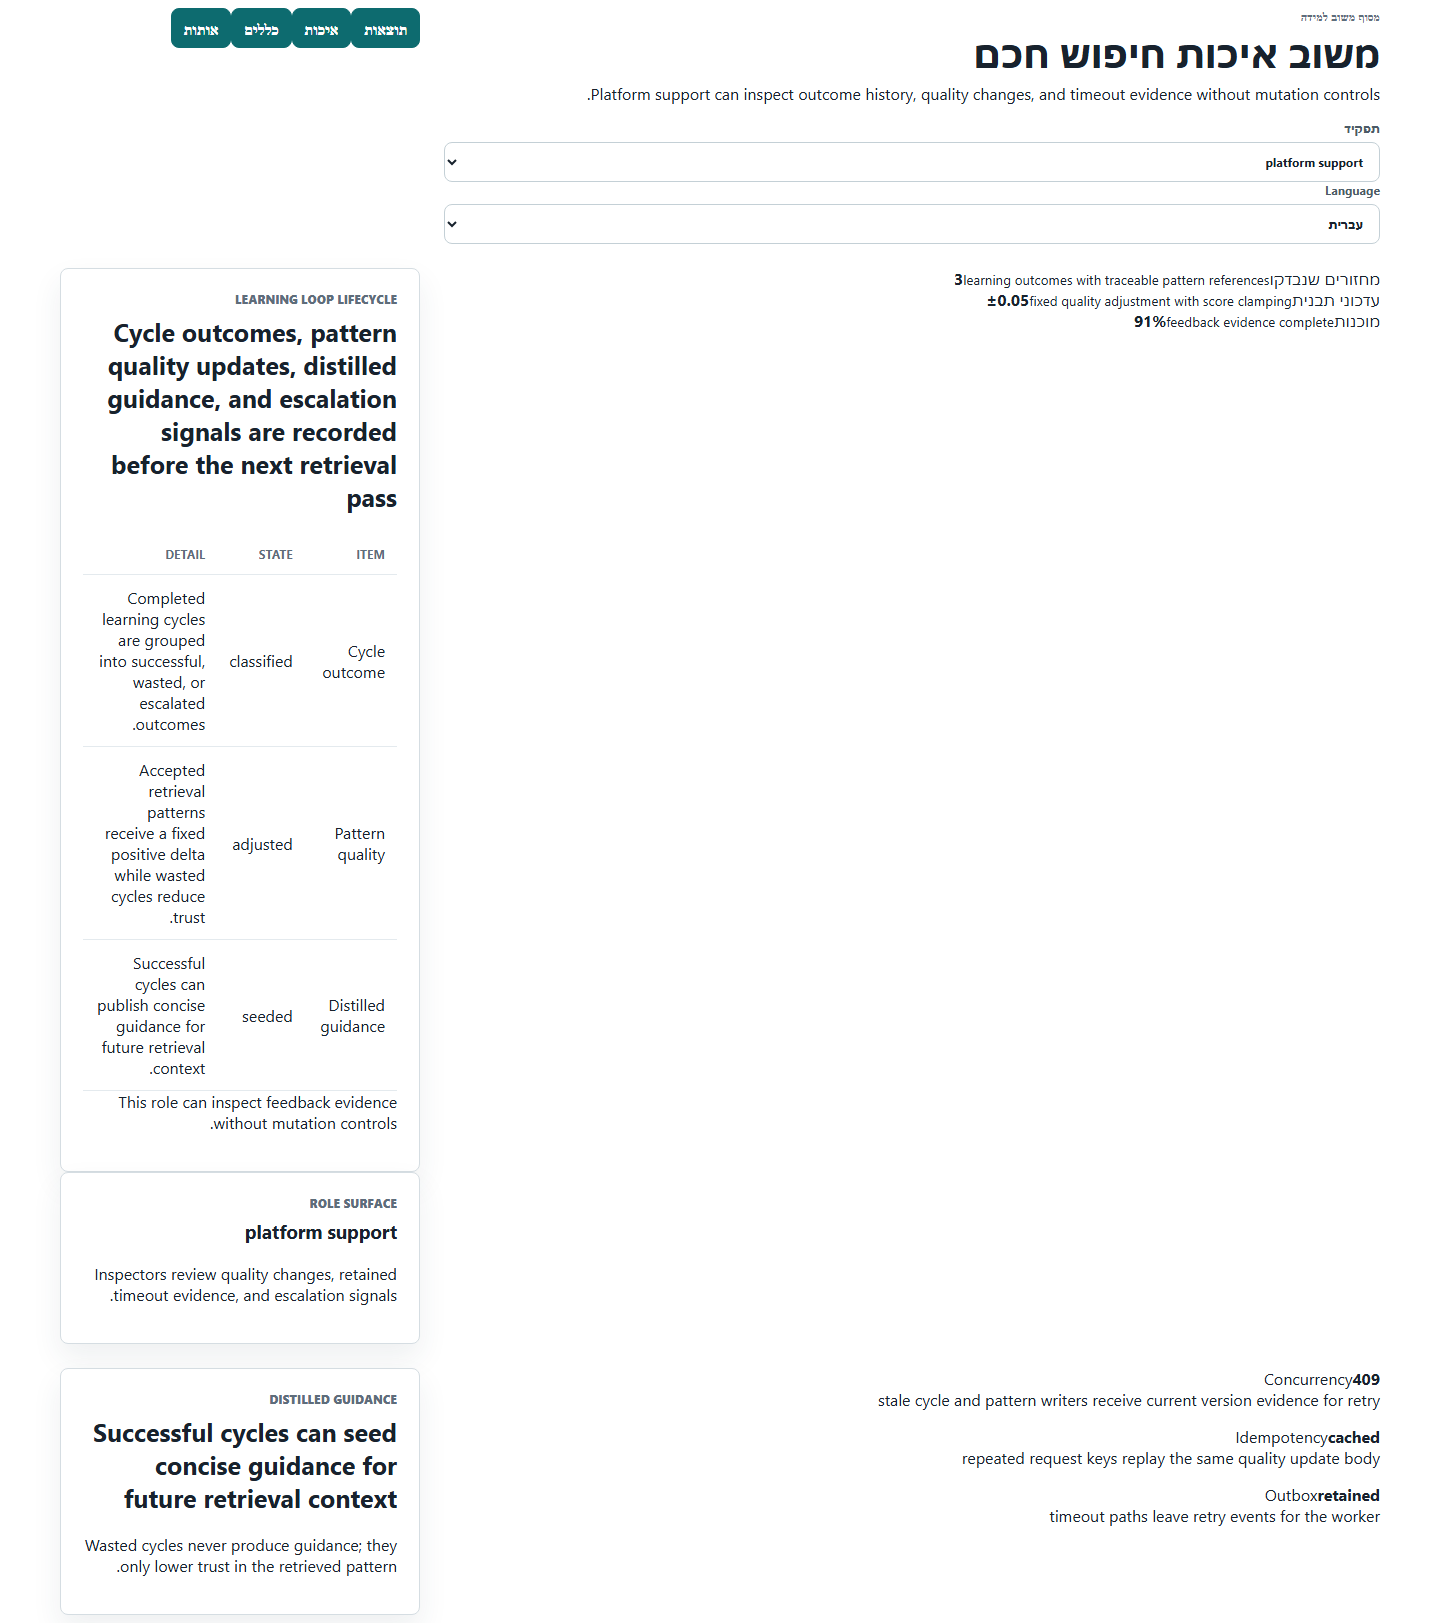 מסוף משוב למידה
משוב איכות חיפוש חכם
Platform support can inspect outcome history, quality changes, and timeout evidence without mutation controls.
תוצאות
איכות
כללים
אותות
תפקיד
platform support
Language
עברית
מחזורים שנבדקוlearning outcomes with traceable pattern references3
עדכוני תבניתfixed quality adjustment with score clamping±0.05
מוכנותfeedback evidence complete91%
LEARNING LOOP LIFECYCLE
Cycle outcomes, pattern
quality updates, distilled
guidance, and escalation
signals are recorded
before the next retrieval
pass
ITEM STATE DETAIL
Cycle
outcome
classified
Completed
learning cycles
are grouped
into successful,
wasted, or
escalated
outcomes.
Pattern
quality
adjusted
Accepted
retrieval
patterns
receive a fixed
positive delta
while wasted
cycles reduce
trust.
Distilled
guidance
seeded
Successful
cycles can
publish concise
guidance for
future retrieval
context.
This role can inspect feedback evidence
without mutation controls.
ROLE SURFACE
platform support
Inspectors review quality changes, retained
timeout evidence, and escalation signals.
Concurrency409
stale cycle and pattern writers receive current version evidence for retry
Idempotencycached
repeated request keys replay the same quality update body
Outboxretained
timeout paths leave retry events for the worker
DISTILLED GUIDANCE
Successful cycles can seed
concise guidance for
future retrieval context
Wasted cycles never produce guidance; they
only lower trust in the retrieved pattern.